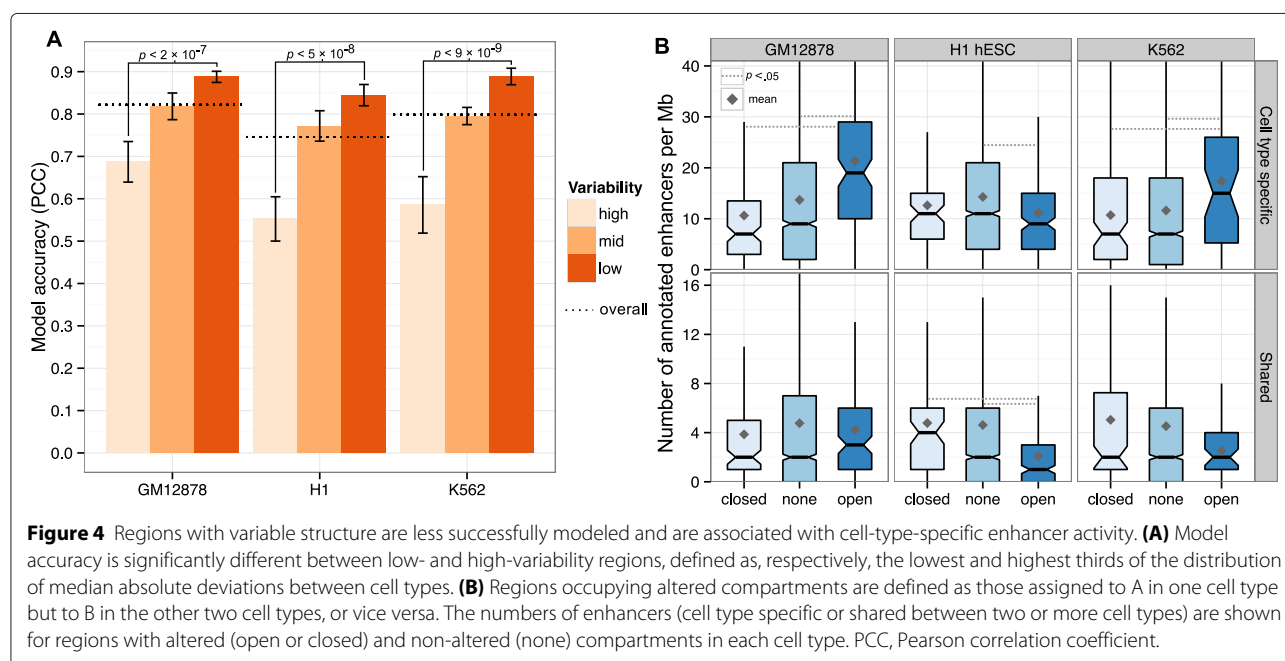 A
p < 2 × 10-7
p < 5 × 10-8
p < 9 × 10-9
Model accuracy (PCC)
0.9
0.8
0.7
0.6
0.5
0.4
0.3
0.2
0.1
0.0
GM12878
H1
K562
Variability
high
mid
low
overall
B
GM12878
H1 hESC
K562
Number of annotated enhancers per Mb
40
30
20
10
0
p < .05
mean
Cell type specific
16
12
8
4
0
Shared
closed none open
closed none open
closed none open
Figure 4 Regions with variable structure are less successfully modeled and are associated with cell-type-specific enhancer activity. (A) Model
accuracy is significantly different between low- and high-variability regions, defined as, respectively, the lowest and highest thirds of the distribution
of median absolute deviations between cell types. (B) Regions occupying altered compartments are defined as those assigned to A in one cell type
but to B in the other two cell types, or vice versa. The numbers of enhancers (cell type specific or shared between two or more cell types) are shown
for regions with altered (open or closed) and non-altered (none) compartments in each cell type. PCC, Pearson correlation coefficient.